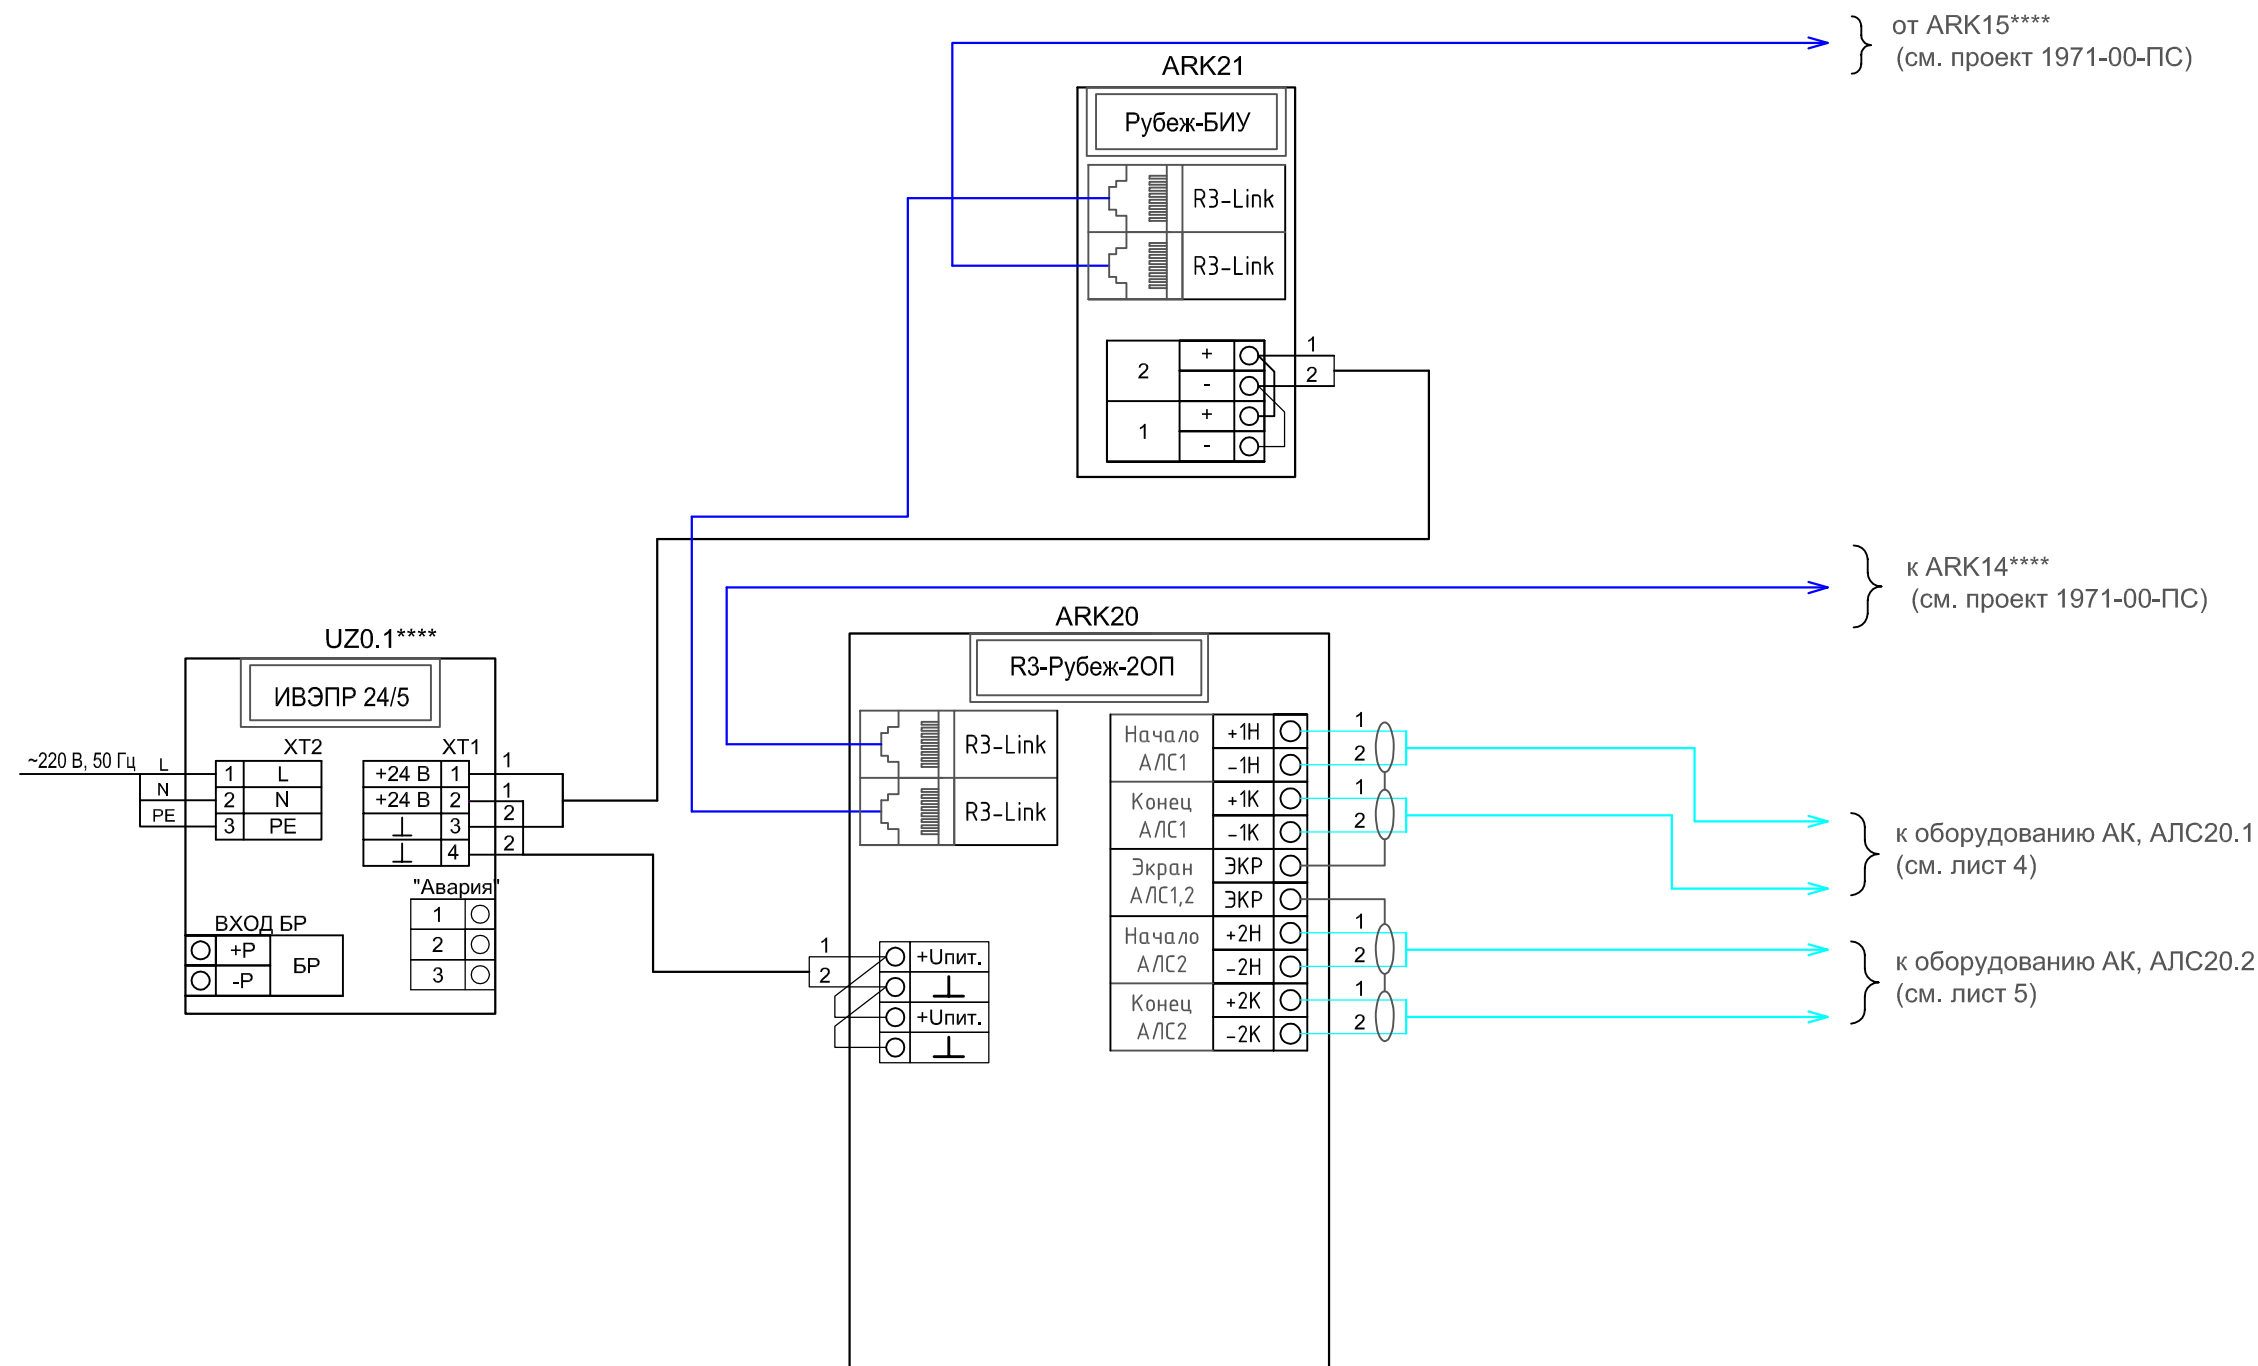 от ARK15****
(см. проект 1971-00-ПС)
ARK21
Рубеж-БИУ
R3-Link
R3-Link
2
+
-
1
+
-
1
2
к ARK14****
(см. проект 1971-00-ПС)
UZ0.1****
ИВЭПР 24/5
~220 В, 50 Гц
L
N
PE
XT2
1 L
2 N
3 PE
XT1
+24 В 1
+24 В 2
⊥ 3
⊥ 4
1
1
2
2
"Авария"
1
2
3
ВХОД БР
+Р
-Р
БР
ARK20
R3-Рубеж-2ОП
R3-Link
R3-Link
1
2
+Uпит.
⊥
+Uпит.
⊥
Начало
АЛС1
+1Н
-1Н
1
2
Конец
АЛС1
+1К
-1К
1
2
Экран
АЛС1,2
ЭКР
ЭКР
Начало
АЛС2
+2Н
-2Н
1
2
Конец
АЛС2
+2К
-2К
1
2
к оборудованию АК, АЛС20.1
(см. лист 4)
к оборудованию АК, АЛС20.2
(см. лист 5)